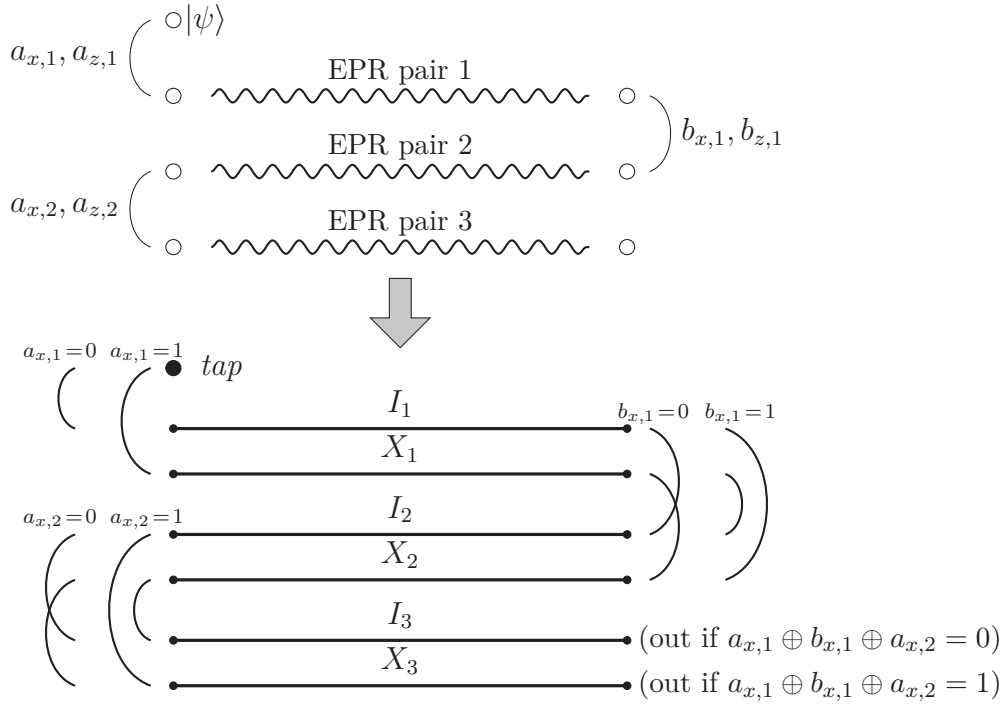 |ψ⟩
a_{x,1}, a_{z,1}
EPR pair 1
b_{x,1}, b_{z,1}
EPR pair 2
a_{x,2}, a_{z,2}
EPR pair 3
a_{x,1}=0 a_{x,1}=1
tap
I_1
b_{x,1}=0 b_{x,1}=1
X_1
I_2
a_{x,2}=0 a_{x,2}=1
X_2
I_3
(out if a_{x,1} ⊕ b_{x,1} ⊕ a_{x,2} = 0)
X_3
(out if a_{x,1} ⊕ b_{x,1} ⊕ a_{x,2} = 1)